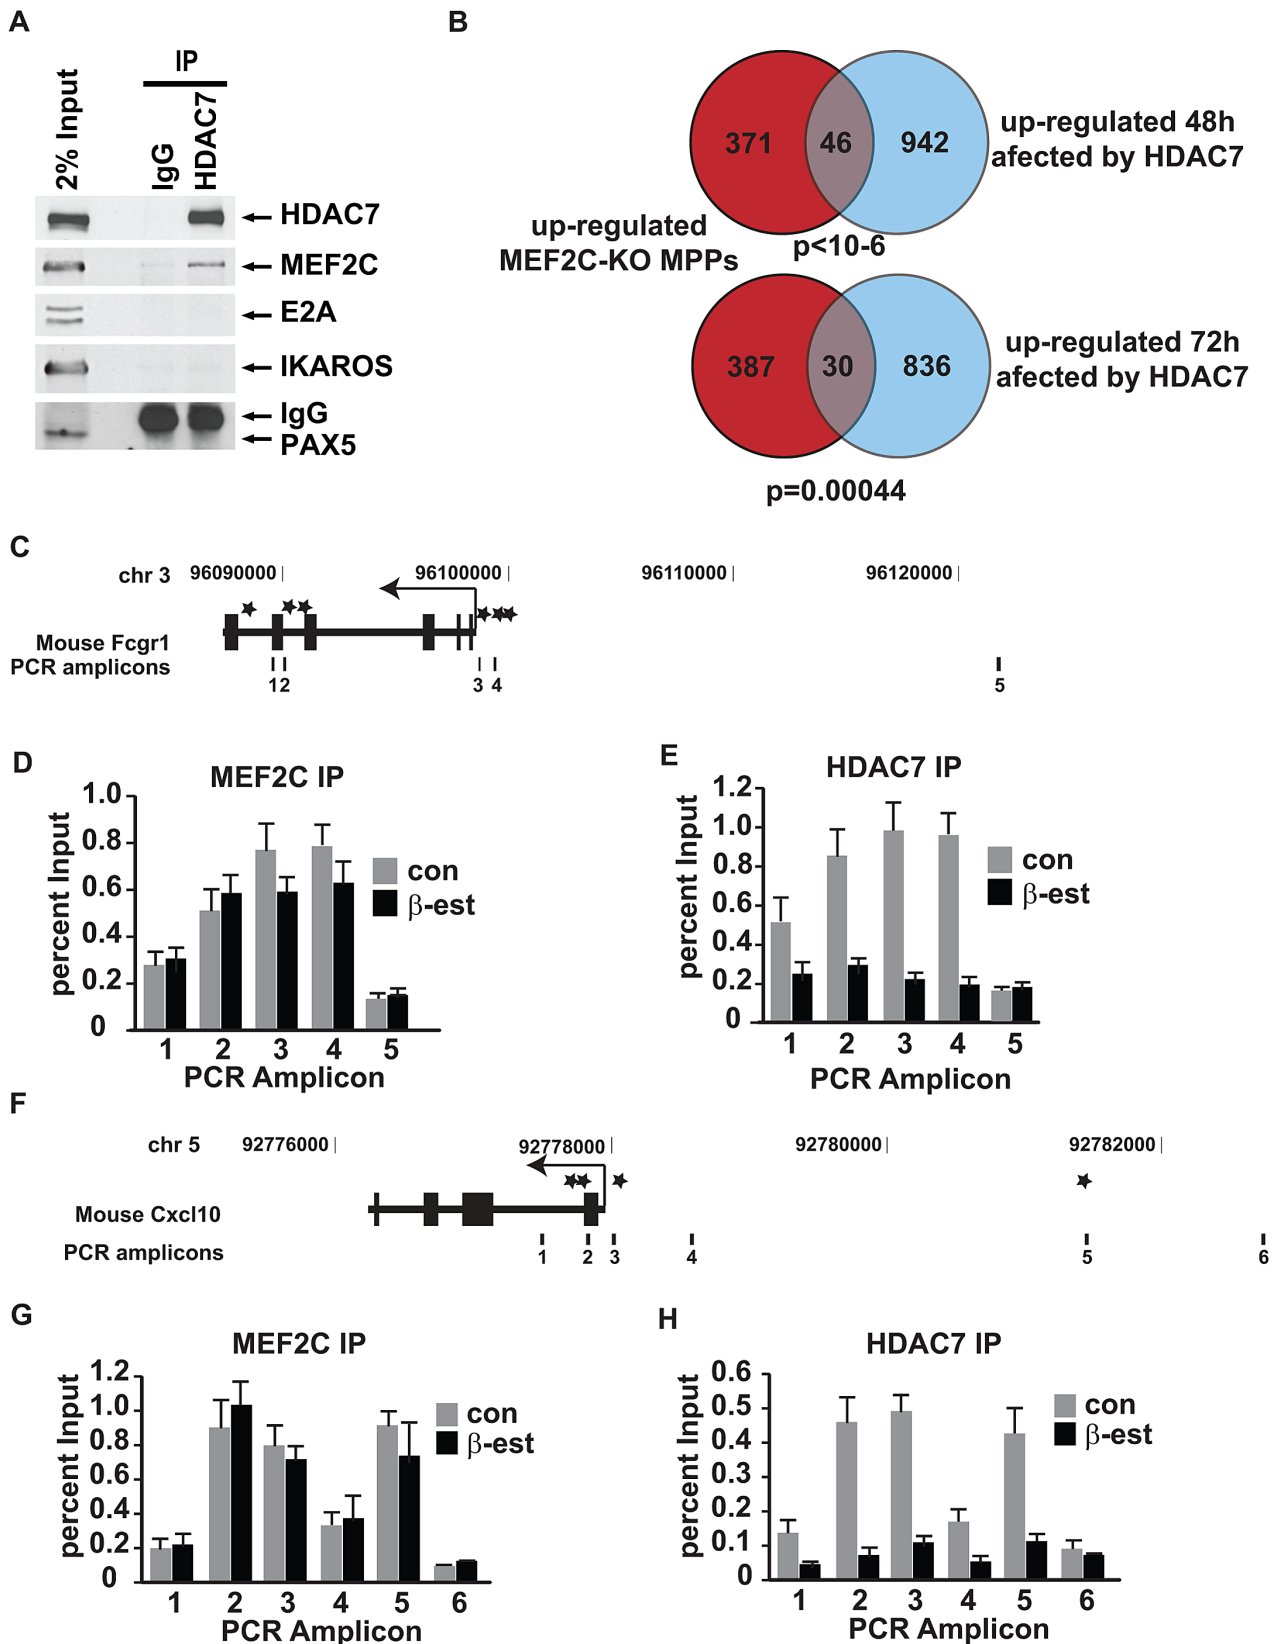 A
IP
2% Input
IgG
HDAC7
HDAC7
MEF2C
E2A
IKAROS
IgG
PAX5
B
371
46
942
up-regulated 48h
afected by HDAC7
up-regulated
MEF2C-KO MPPs
p<10-6
387
30
836
up-regulated 72h
afected by HDAC7
p=0.00044
C
chr 3
96090000
96100000
96110000
96120000
Mouse Fcgr1
PCR amplicons
1 2 3 4 5
D
MEF2C IP
percent Input
1.0
0.8
0.6
0.4
0.2
0
con
β-est
1 2 3 4 5
PCR Amplicon
E
HDAC7 IP
percent Input
1.2
1.0
0.8
0.6
0.4
0.2
0
con
β-est
1 2 3 4 5
PCR Amplicon
F
chr 5
92776000
92778000
92780000
92782000
Mouse Cxcl10
PCR amplicons
1 2 3 4 5 6
G
MEF2C IP
percent Input
1.2
1.0
0.8
0.6
0.4
0.2
0
con
β-est
1 2 3 4 5 6
PCR Amplicon
H
HDAC7 IP
percent Input
0.6
0.5
0.4
0.3
0.2
0.1
0
con
β-est
1 2 3 4 5 6
PCR Amplicon